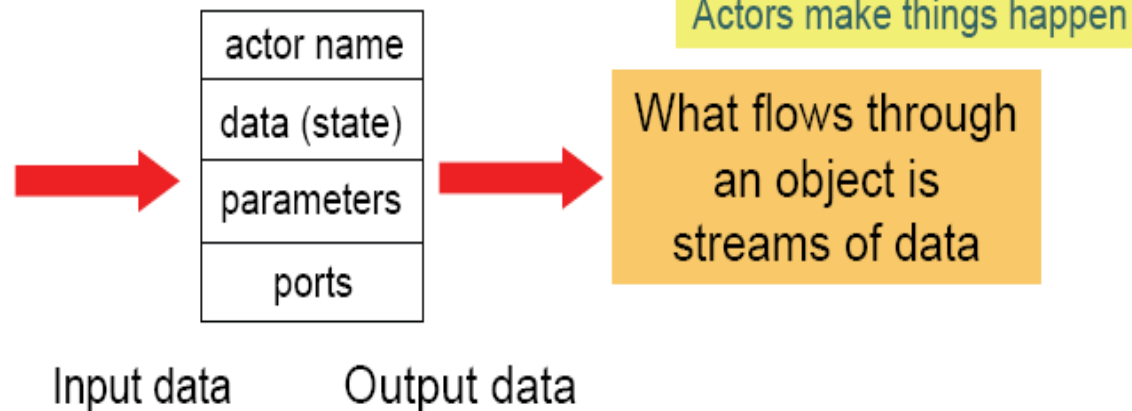 Actors make things happen
actor name
data (state)
parameters
ports
What flows through
an object is
streams of data
Input data
Output data